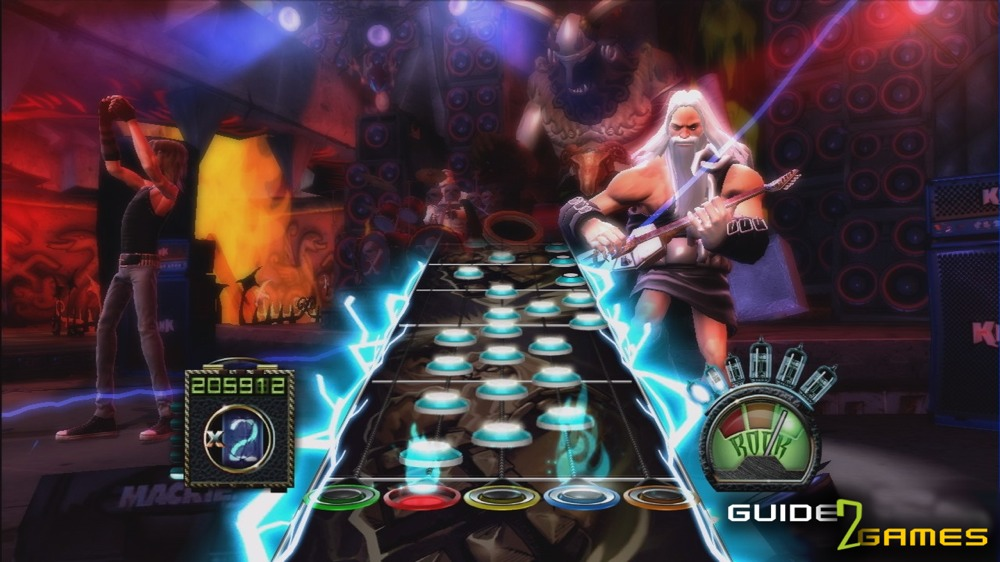 205912
x2
ROCK
MACKIE
K
K
GUIDE2GAMES